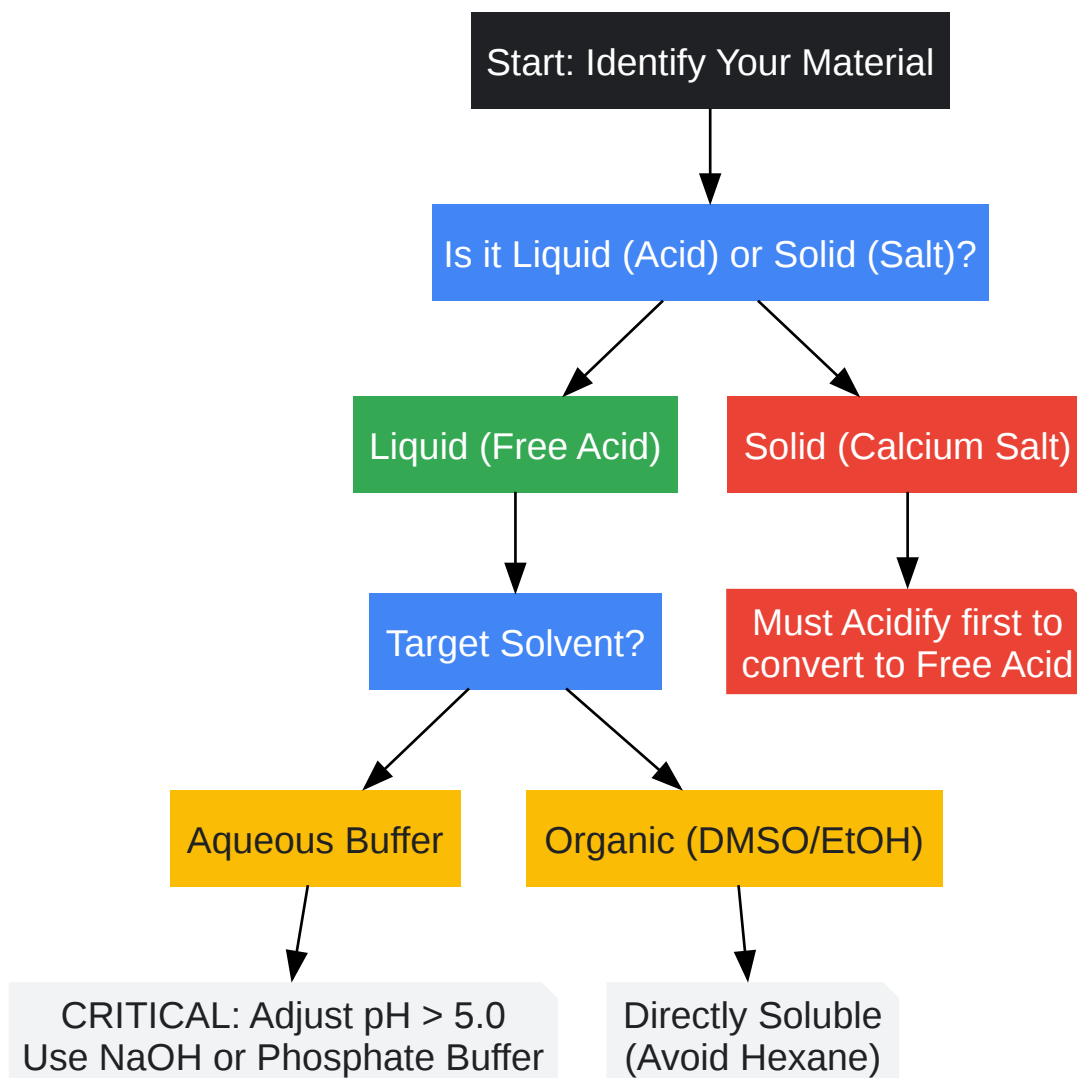 Start: Identify Your Material
Is it Liquid (Acid) or Solid (Salt)?
Liquid (Free Acid)
Solid (Calcium Salt)
Target Solvent?
Must Acidify first to
convert to Free Acid
Aqueous Buffer
Organic (DMSO/EtOH)
CRITICAL: Adjust pH > 5.0
Use NaOH or Phosphate Buffer
Directly Soluble
(Avoid Hexane)